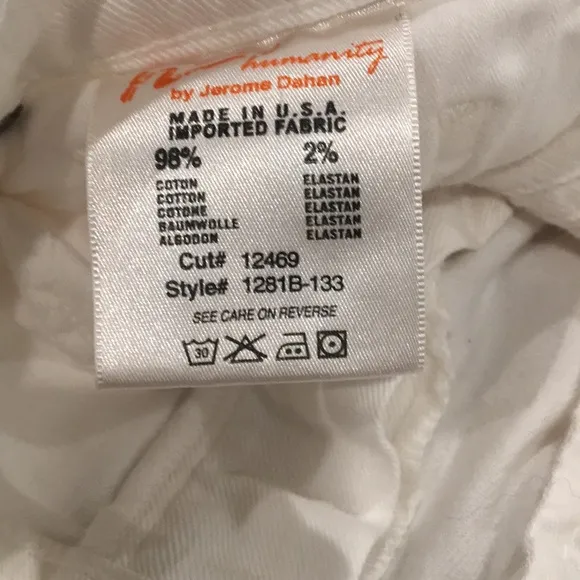 humanity
by Jerome Dahan
MADE IN U.S.A.
IMPORTED FABRIC
98% 2%
COTON ELASTAN
COTTON ELASTAN
COTONE ELASTAN
BAUMWOLLE ELASTAN
ALGODON ELASTAN
Cut# 12469
Style# 1281B-133
SEE CARE ON REVERSE
30